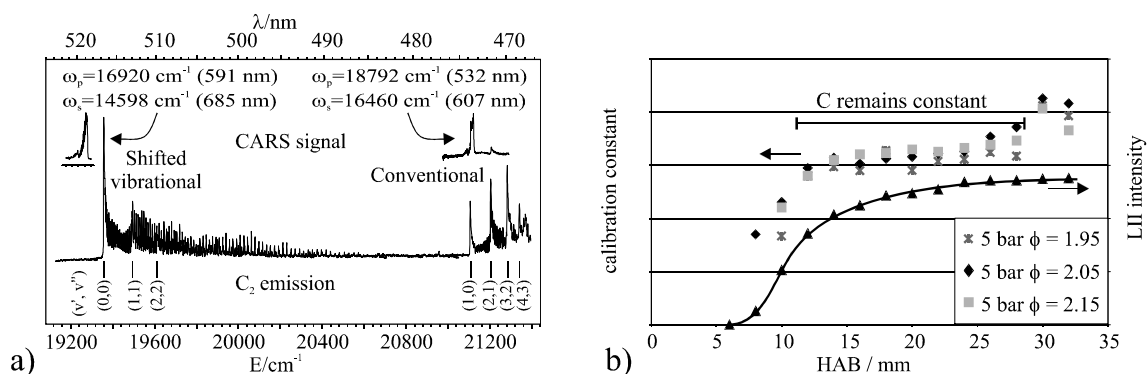 λ/nm
520 510 500 490 480 470
ωp=16920 cm⁻¹ (591 nm) ωp=18792 cm⁻¹ (532 nm)
ωs=14598 cm⁻¹ (685 nm) ωs=16460 cm⁻¹ (607 nm)
CARS signal
Shifted
vibrational
Conventional
C₂ emission
(v', v'') (0,0) (1,1) (2,2) (1,0) (2,1) (3,2) (4,3)
19200 19600 20000 20400 20800 21200
E/cm⁻¹
a)
calibration constant
C remains constant
LII intensity
5 bar ϕ = 1.95
5 bar ϕ = 2.05
5 bar ϕ = 2.15
0 5 10 15 20 25 30 35
HAB / mm
b)